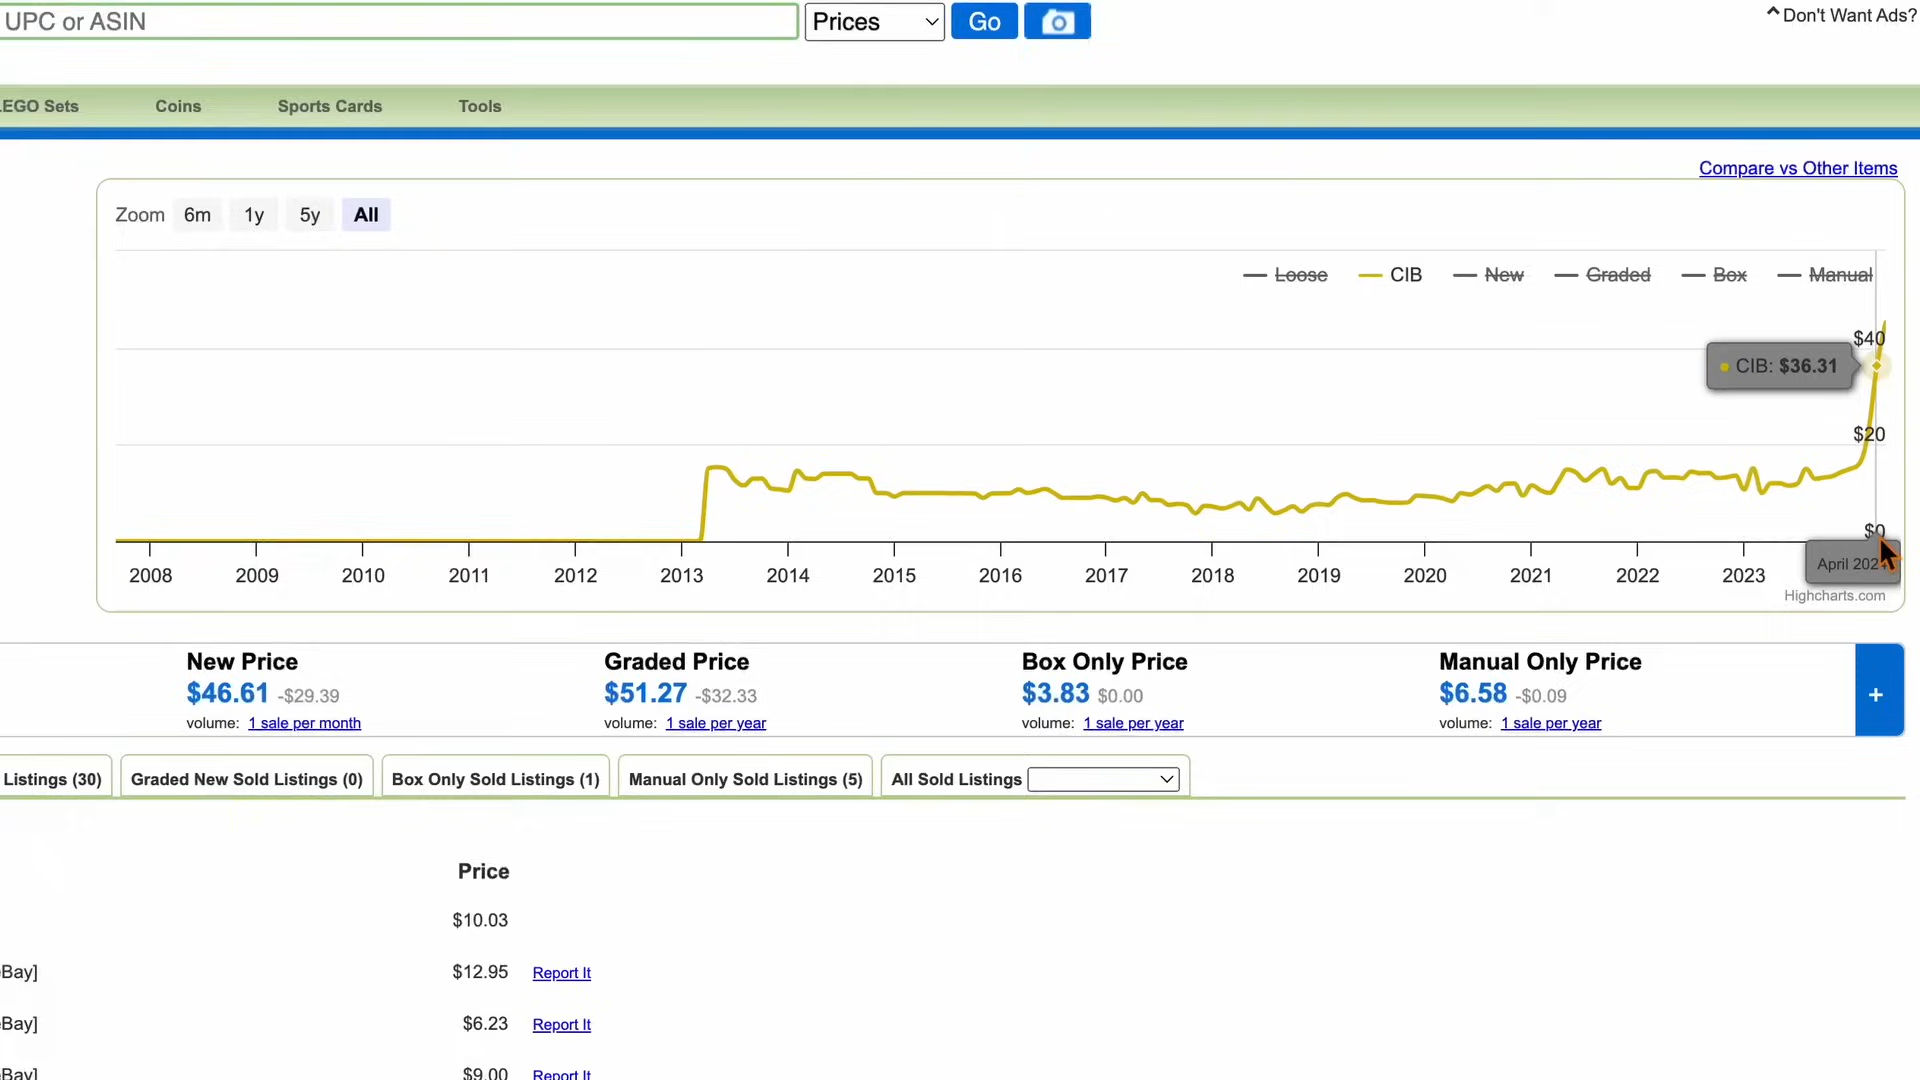 UPC or ASIN
Prices
Go
^ Don't Want Ads?
LEGO Sets
Coins
Sports Cards
Tools
Compare vs Other Items
Zoom 6m 1y 5y All
Loose CIB New Graded Box Manual
$40
CIB: $36.31
$20
$0
2008 2009 2010 2011 2012 2013 2014 2015 2016 2017 2018 2019 2020 2021 2022 2023
April 202
Highcharts.com
New Price
$46.61 -$29.39
volume: 1 sale per month
Graded Price
$51.27 -$32.33
volume: 1 sale per year
Box Only Price
$3.83 $0.00
volume: 1 sale per year
Manual Only Price
$6.58 -$0.09
volume: 1 sale per year
+
Listings (30)
Graded New Sold Listings (0)
Box Only Sold Listings (1)
Manual Only Sold Listings (5)
All Sold Listings
Price
$10.03
Bay] $12.95 Report It
Bay] $6.23 Report It
Bay] $9.00 Report It